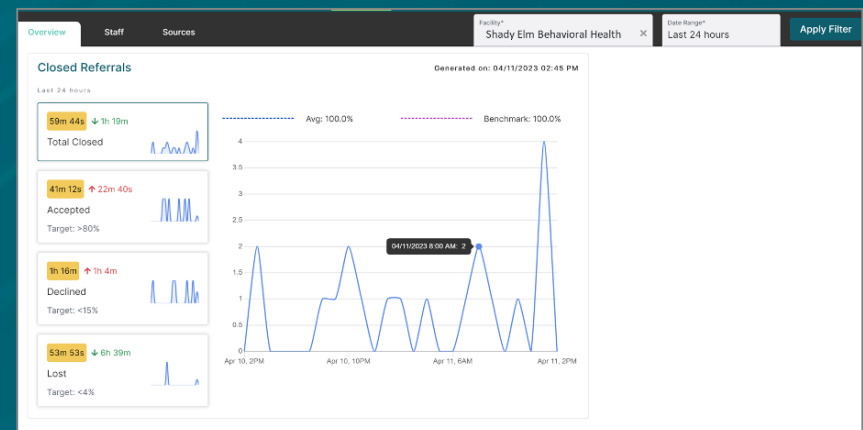 Overview Staff Sources
Facility*
Shady Elm Behavioral Health ×
Date Range*
Last 24 hours
Apply Filter
Closed Referrals
Generated on: 04/11/2023 02:45 PM
Last 24 hours
59m 44s ↓ 1h 19m
Total Closed
41m 12s ↑ 22m 40s
Accepted
Target: >80%
1h 16m ↑ 1h 4m
Declined
Target: <15%
53m 53s ↓ 6h 39m
Lost
Target: <4%
Avg: 100.0% Benchmark: 100.0%
4
3.5
3
2.5
2
1.5
1
0.5
0
04/11/2023 8:00 AM: 2
Apr 10, 2PM Apr 10, 10PM Apr 11, 6AM Apr 11, 2PM